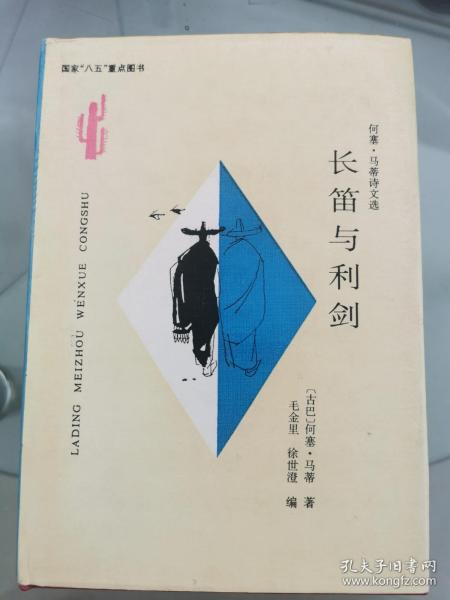 国家"八五"重点图书
LADING MEIZHOU WENXUE CONGSHU
何塞·马蒂诗文选
长笛与利剑
〔古巴〕何塞·马蒂 著
毛金里 徐世澄 编
孔夫子旧书网
www.kongfz.com